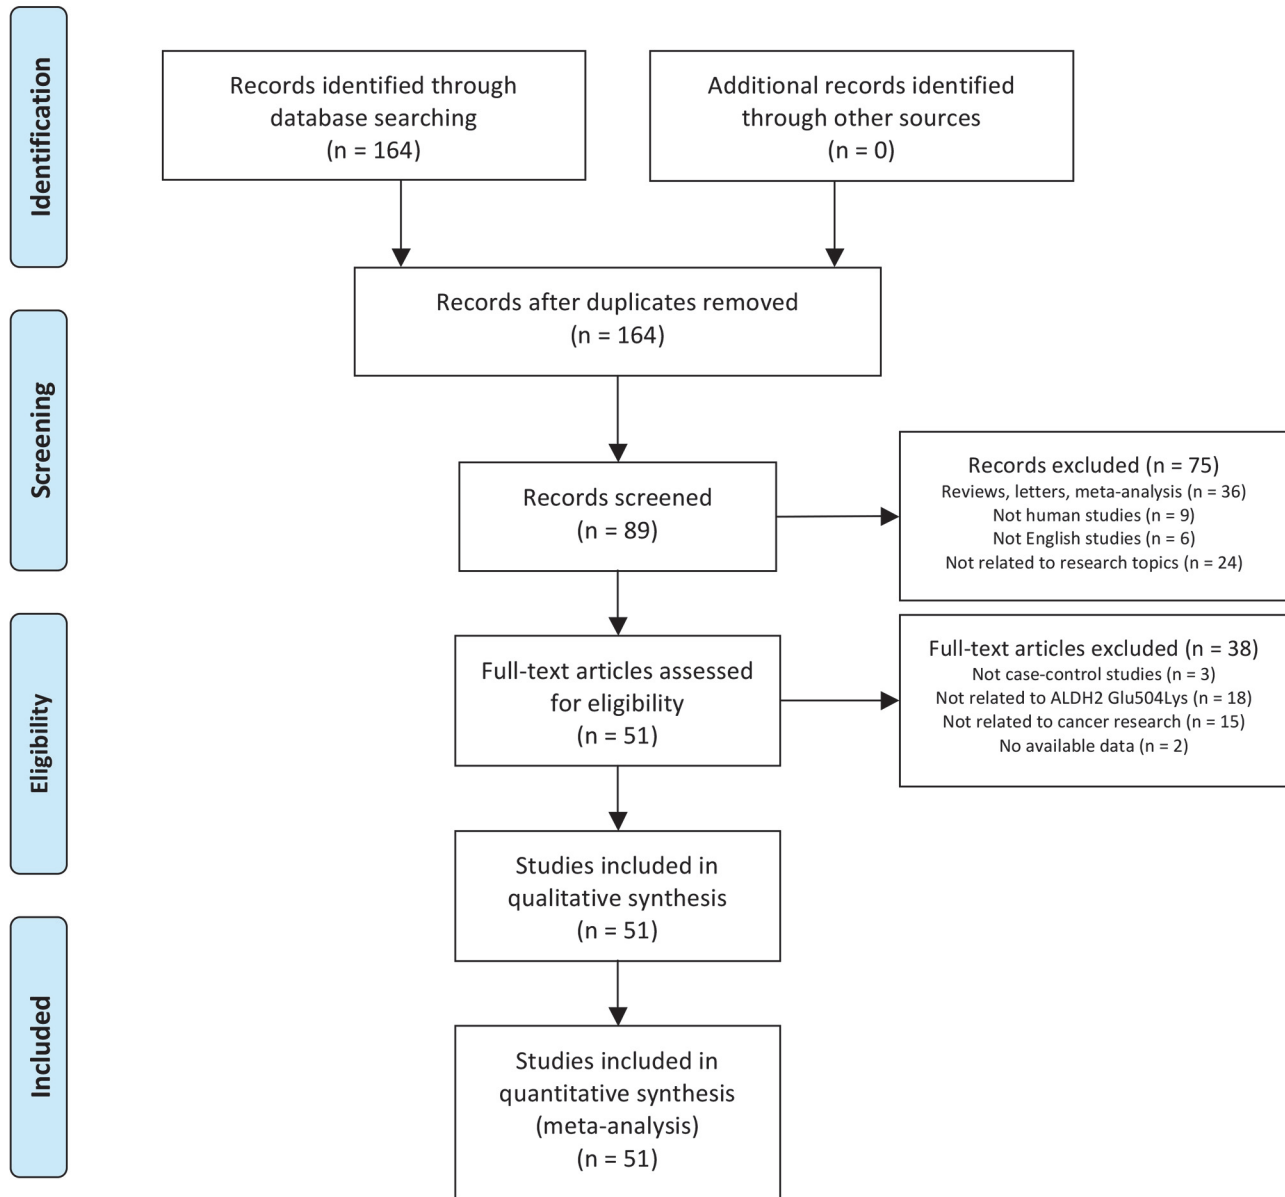 Identification
Records identified through
database searching
(n = 164)
Additional records identified
through other sources
(n = 0)
Records after duplicates removed
(n = 164)
Screening
Records screened
(n = 89)
Records excluded (n = 75)
Reviews, letters, meta-analysis (n = 36)
Not human studies (n = 9)
Not English studies (n = 6)
Not related to research topics (n = 24)
Eligibility
Full-text articles assessed
for eligibility
(n = 51)
Full-text articles excluded (n = 38)
Not case-control studies (n = 3)
Not related to ALDH2 Glu504Lys (n = 18)
Not related to cancer research (n = 15)
No available data (n = 2)
Studies included in
qualitative synthesis
(n = 51)
Included
Studies included in
quantitative synthesis
(meta-analysis)
(n = 51)